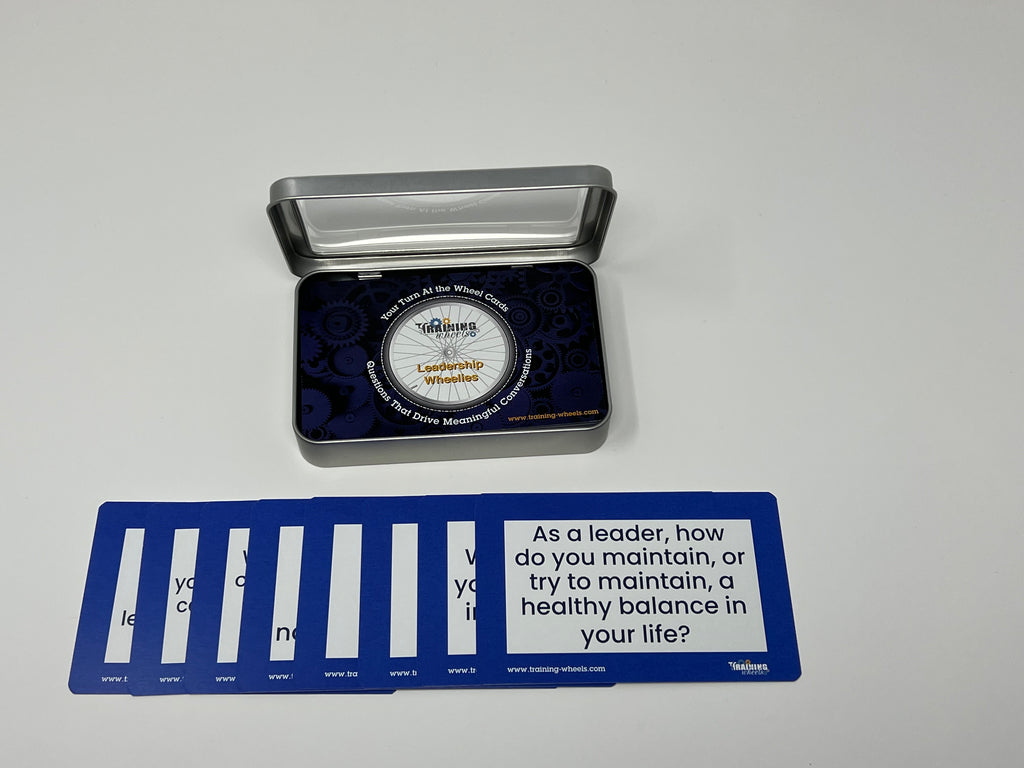 Your Turn At the Wheel Cards
TRAINING
wheels
Leadership
Wheelies
Questions That Drive Meaningful Conversations
www.training-wheels.com
As a leader, how
do you maintain, or
try to maintain, a
healthy balance in
your life?
www.training-wheels.com
TRAINING
wheels